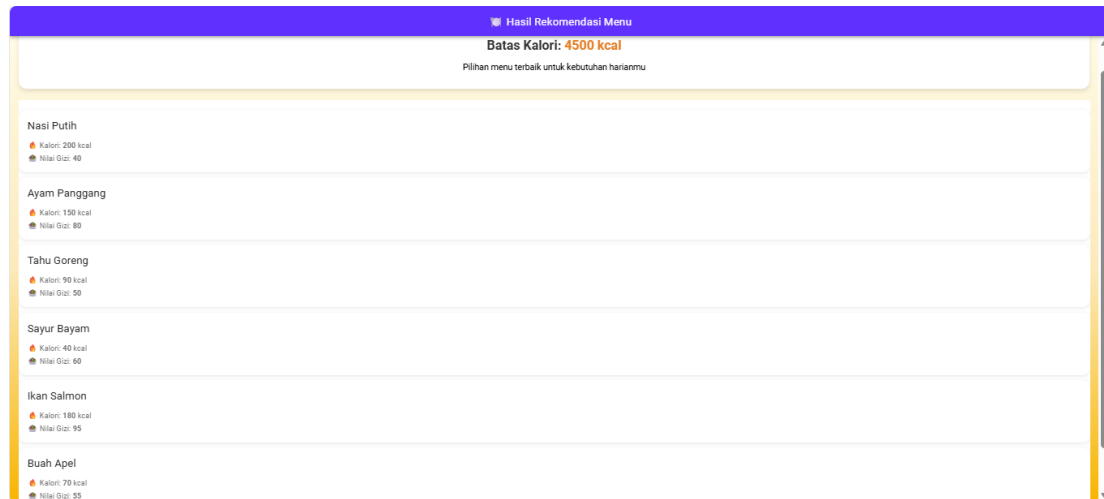 Hasil Rekomendasi Menu
Batas Kalori: 4500 kcal
Pilihan menu terbaik untuk kebutuhan harianmu
Nasi Putih
Kalori: 200 kcal
Nilai Gizi: 40
Ayam Panggang
Kalori: 150 kcal
Nilai Gizi: 80
Tahu Goreng
Kalori: 90 kcal
Nilai Gizi: 50
Sayur Bayam
Kalori: 40 kcal
Nilai Gizi: 60
Ikan Salmon
Kalori: 180 kcal
Nilai Gizi: 95
Buah Apel
Kalori: 70 kcal
Nilai Gizi: 55